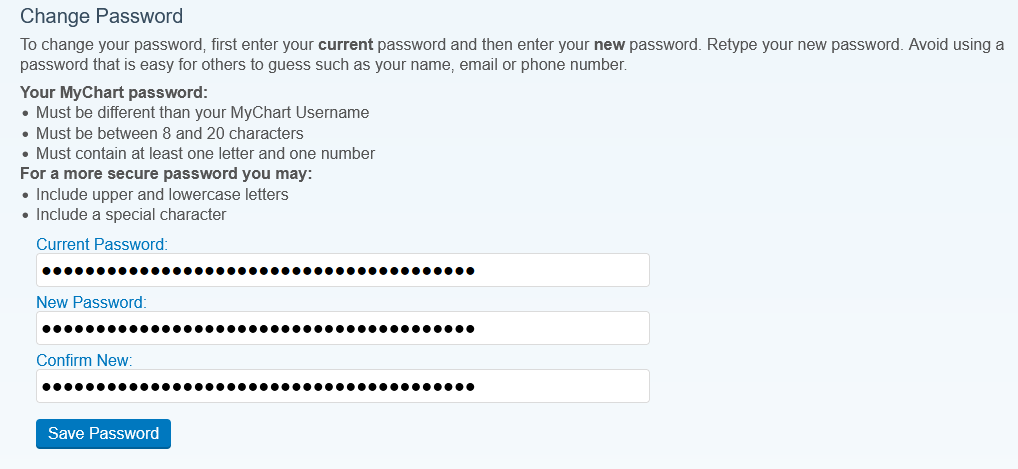 Change Password
To change your password, first enter your current password and then enter your new password. Retype your new password. Avoid using a
password that is easy for others to guess such as your name, email or phone number.
Your MyChart password:
• Must be different than your MyChart Username
• Must be between 8 and 20 characters
• Must contain at least one letter and one number
For a more secure password you may:
• Include upper and lowercase letters
• Include a special character
Current Password:
••••••••••••••••••••••••••••••••••••••••
New Password:
••••••••••••••••••••••••••••••••••••••••
Confirm New:
••••••••••••••••••••••••••••••••••••••••
Save Password